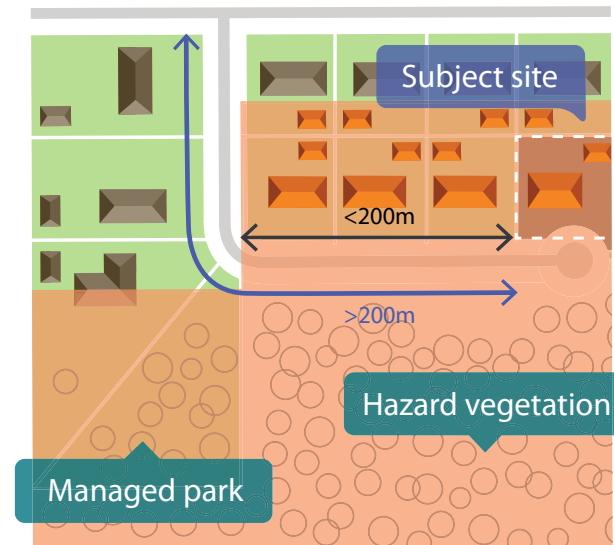 Subject site
<200m
>200m
Hazard vegetation
Managed park